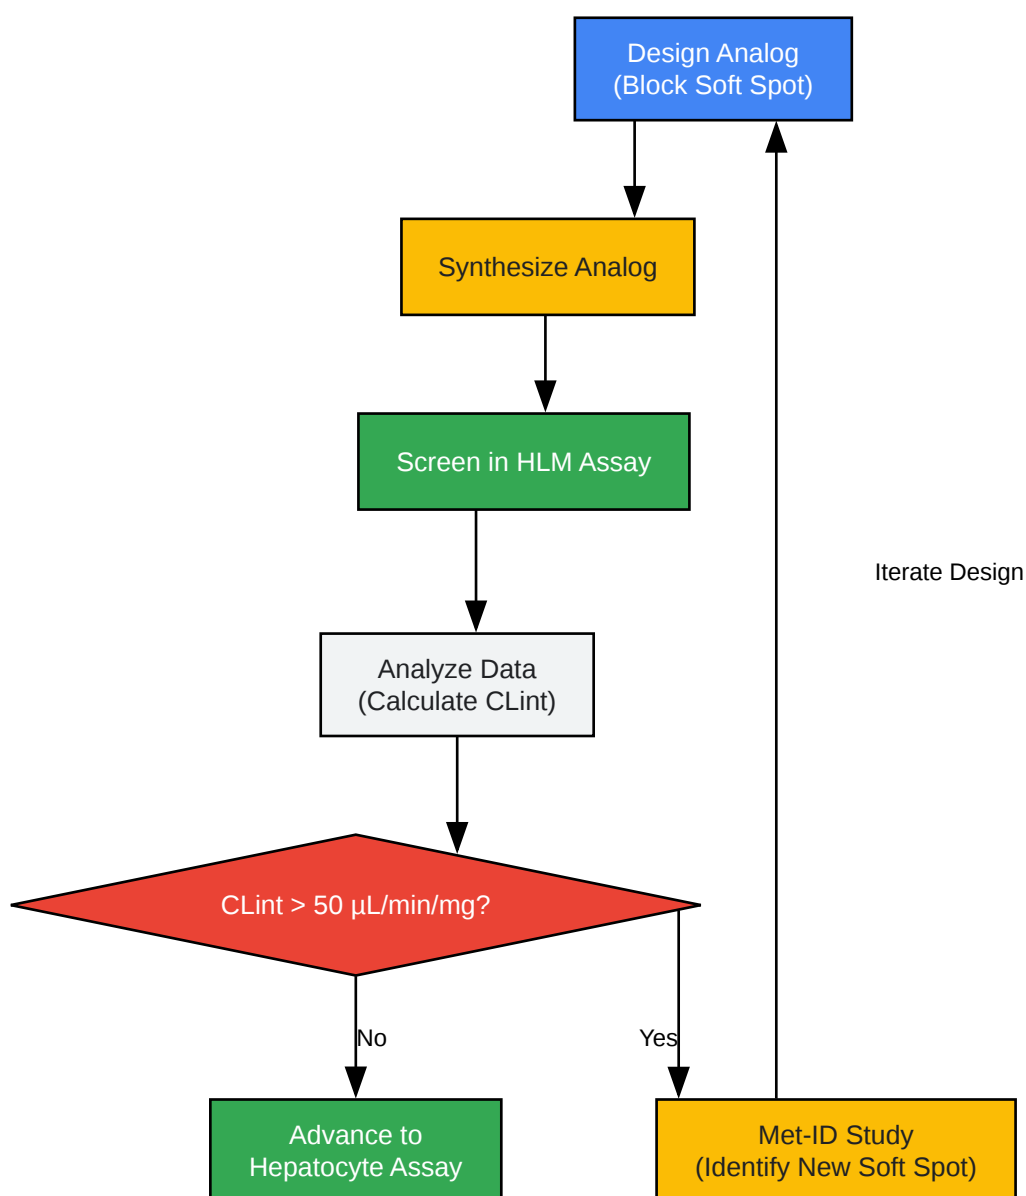 Design Analog
(Block Soft Spot)
Synthesize Analog
Screen in HLM Assay
Iterate Design
Analyze Data
(Calculate CLint)
CLint > 50 µL/min/mg?
No
Yes
Advance to
Hepatocyte Assay
Met-ID Study
(Identify New Soft Spot)